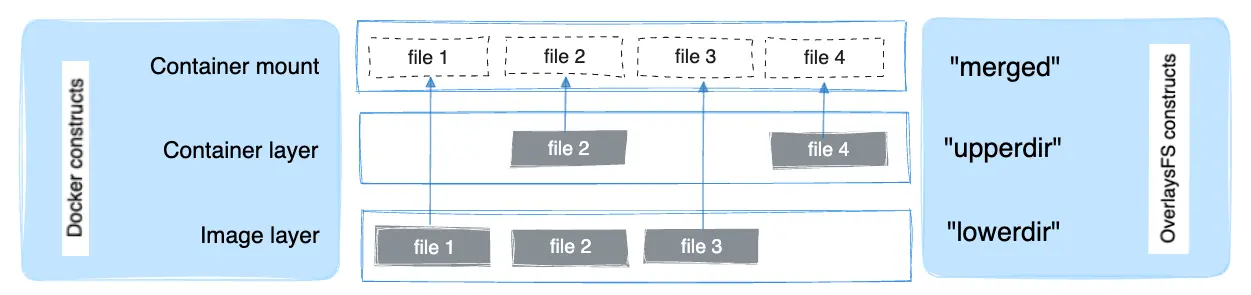 Docker constructs
Container mount
file 1 file 2 file 3 file 4
"merged"
Container layer
file 2 file 4
"upperdir"
Image layer
file 1 file 2 file 3
"lowerdir"
OverlaysFS constructs